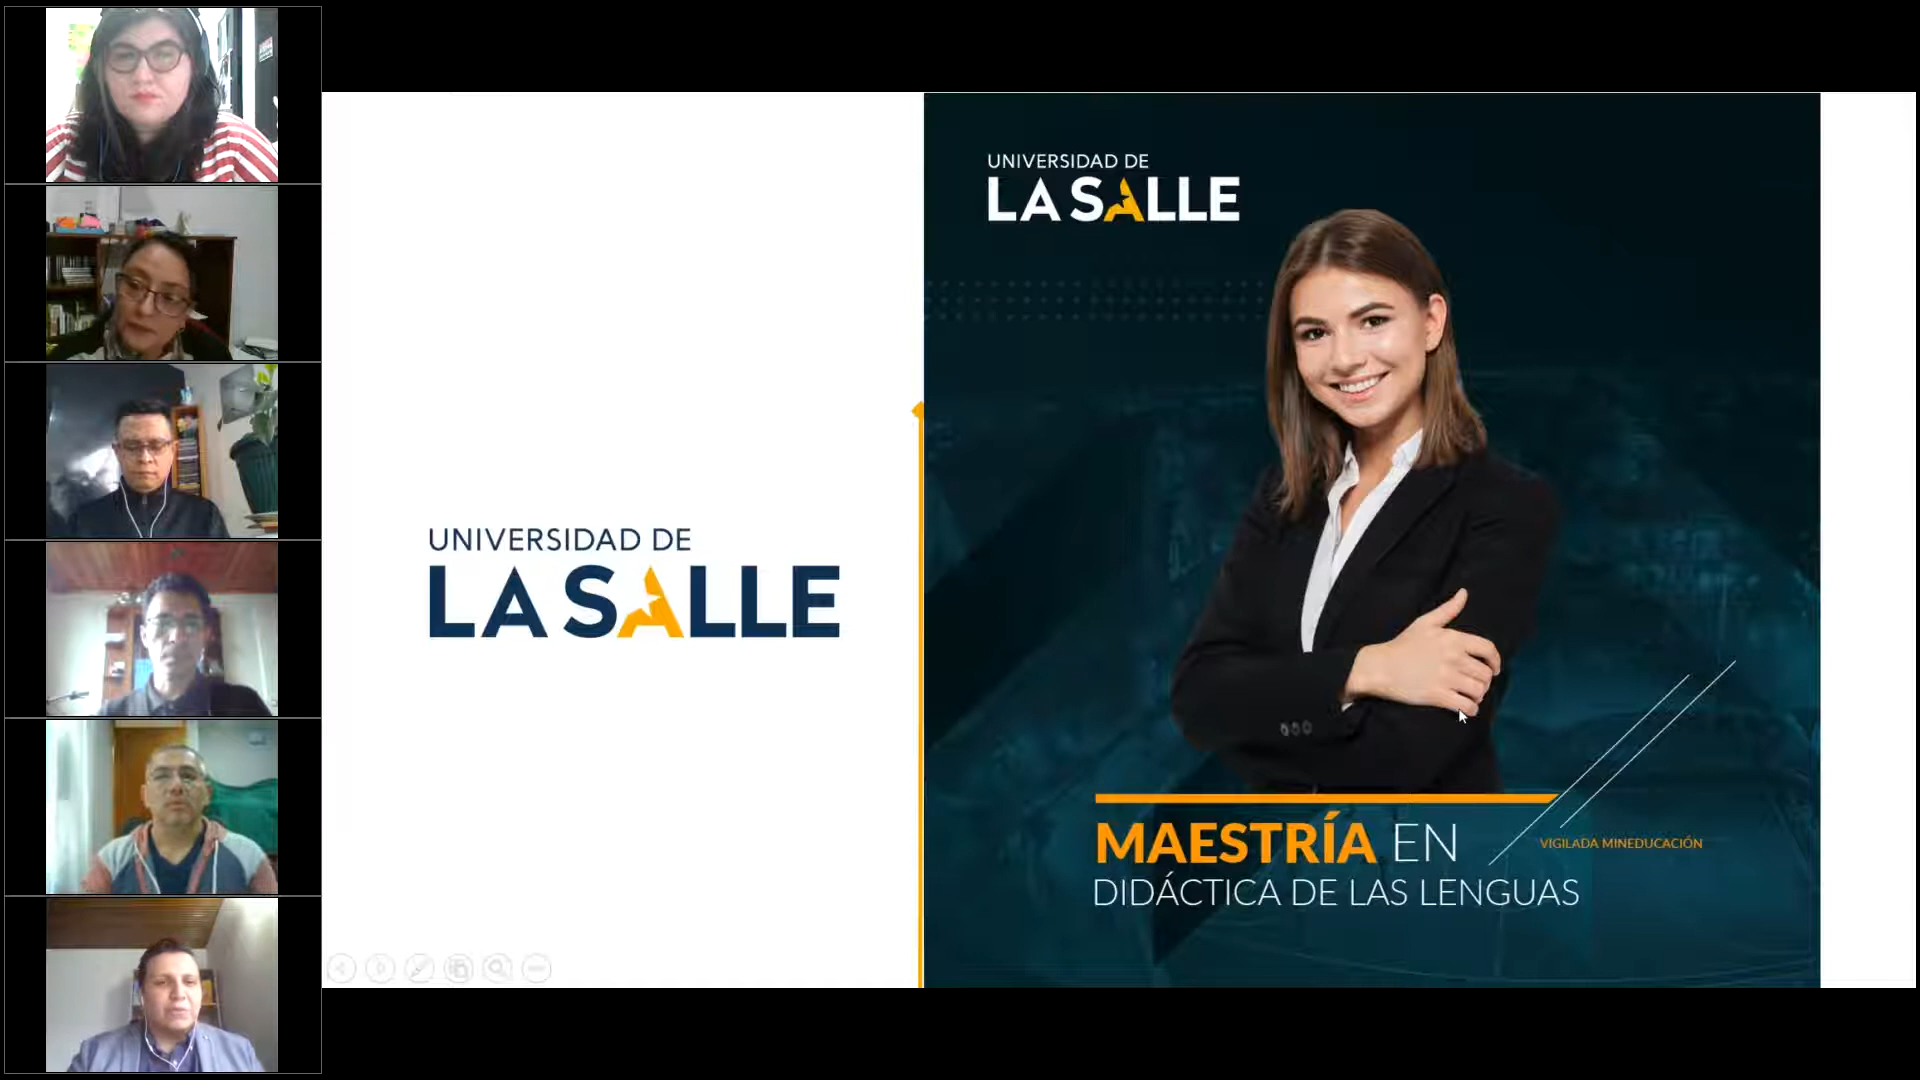 UNIVERSIDAD DE
LA SALLE
UNIVERSIDAD DE
LA SALLE
MAESTRÍA EN
DIDÁCTICA DE LAS LENGUAS
VIGILADA MINEDUCACIÓN